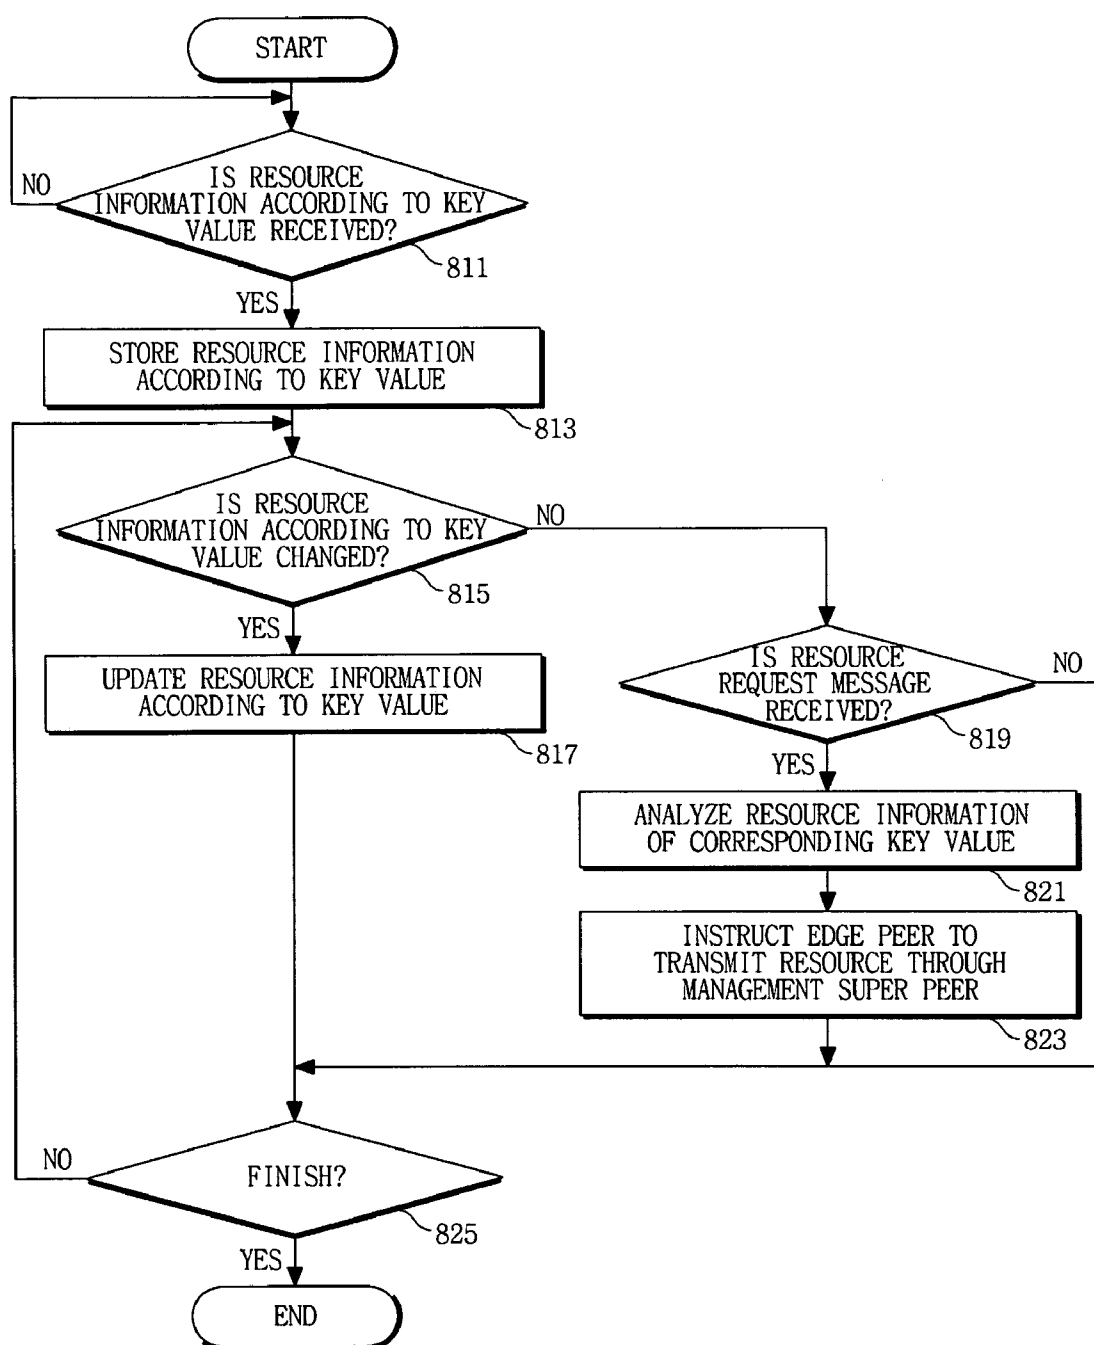 START
IS RESOURCE
INFORMATION ACCORDING TO KEY
VALUE RECEIVED?
NO
811
YES
STORE RESOURCE INFORMATION
ACCORDING TO KEY VALUE
813
IS RESOURCE
INFORMATION ACCORDING TO KEY
VALUE CHANGED?
NO
815
YES
UPDATE RESOURCE INFORMATION
ACCORDING TO KEY VALUE
817
IS RESOURCE
REQUEST MESSAGE
RECEIVED?
NO
819
YES
ANALYZE RESOURCE INFORMATION
OF CORRESPONDING KEY VALUE
821
INSTRUCT EDGE PEER TO
TRANSMIT RESOURCE THROUGH
MANAGEMENT SUPER PEER
823
FINISH?
NO
825
YES
END